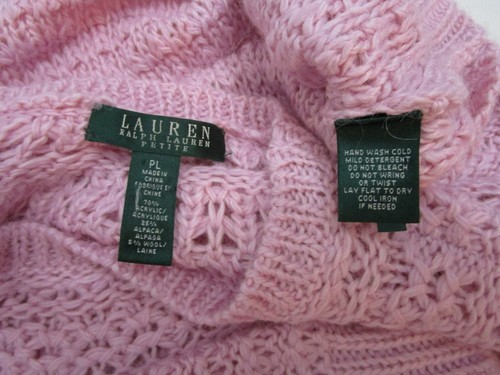 LAUREN
RALPH LAUREN
PETITE
PL
MADE IN
CHINA
FABRIQUE EN
CHINE
70%
ACRYLIC/
ACRYLIQUE
25%
ALPACA/
ALPAGA
5% WOOL/
LAINE
HAND WASH COLD
MILD DETERGENT
DO NOT BLEACH
DO NOT WRING
OR TWIST
LAY FLAT TO DRY
COOL IRON
IF NEEDED